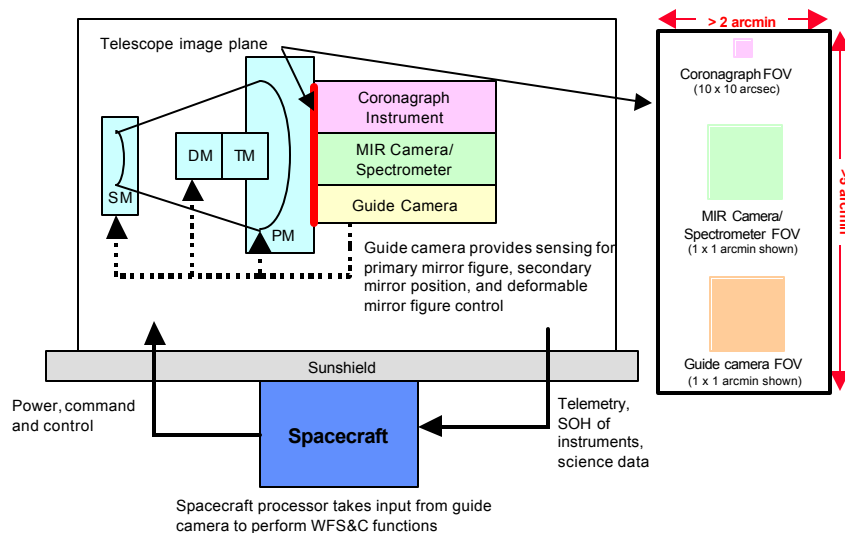 Telescope image plane
Coronagraph
Instrument
MIR Camera/
Spectrometer
Guide Camera
DM
TM
SM
PM
Guide camera provides sensing for
primary mirror figure, secondary
mirror position, and deformable
mirror figure control
Sunshield
Power, command
and control
Spacecraft
Telemetry,
SOH of
instruments,
science data
Spacecraft processor takes input from guide
camera to perform WFS&C functions
> 2 arcmin
Coronagraph FOV
(10 x 10 arcsec)
MIR Camera/
Spectrometer FOV
(1 x 1 arcmin shown)
Guide camera FOV
(1 x 1 arcmin shown)
arcmin